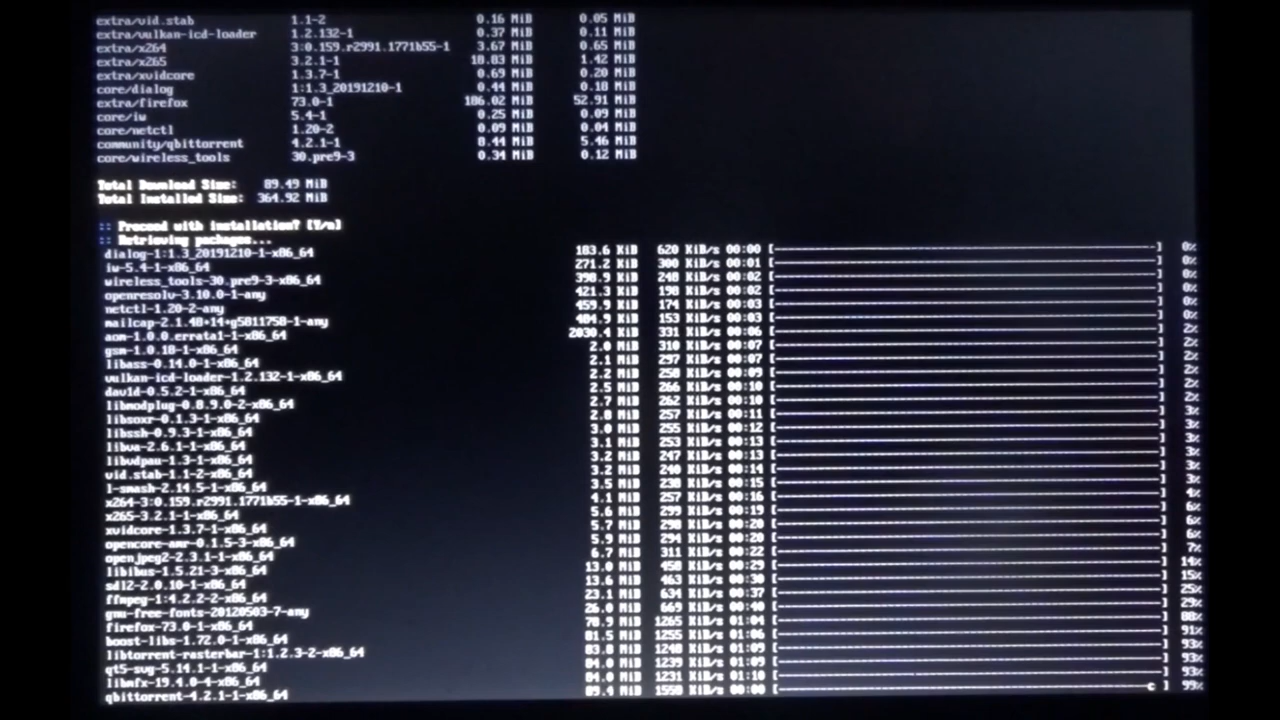 extra/vid.stab 1.1-2 0.16 MiB 0.05 MiB
extra/vulkan-icd-loader 1.2.132-1 0.37 MiB 0.11 MiB
extra/x264 3:0.159.r2991.1771b55-1 3.67 MiB 0.65 MiB
extra/x265 3.2.1-1 18.83 MiB 1.42 MiB
extra/xvidcore 1.3.7-1 0.69 MiB 0.20 MiB
core/dialog 1:1.3_20191210-1 0.44 MiB 0.18 MiB
extra/firefox 73.0-1 186.02 MiB 52.91 MiB
core/iw 5.4-1 0.25 MiB 0.09 MiB
core/netctl 1.20-2 0.09 MiB 0.04 MiB
community/qbittorrent 4.2.1-1 8.44 MiB 5.46 MiB
core/wireless_tools 30.pre9-3 0.34 MiB 0.12 MiB
Total Download Size: 89.49 MiB
Total Installed Size: 364.92 MiB
:: Proceed with installation? [Y/n]
:: Retrieving packages...
dialog-1:1.3_20191210-1-x86_64 183.6 KiB 620 KiB/s 00:00 [----------] 0%
iw-5.4-1-x86_64 271.2 KiB 300 KiB/s 00:01 [----------] 0%
wireless_tools-30.pre9-3-x86_64 398.9 KiB 248 KiB/s 00:02 [----------] 0%
openresolv-3.10.0-1-any 421.3 KiB 198 KiB/s 00:02 [----------] 0%
netctl-1.20-2-any 459.9 KiB 174 KiB/s 00:03 [----------] 0%
mailcap-2.1.48+14+g5811758-1-any 484.9 KiB 153 KiB/s 00:03 [----------] 0%
aom-1.0.0.errata1-1-x86_64 2030.4 KiB 331 KiB/s 00:06 [----------] 2%
gsm-1.0.18-1-x86_64 2.0 MiB 310 KiB/s 00:07 [----------] 2%
libass-0.14.0-1-x86_64 2.1 MiB 297 KiB/s 00:07 [----------] 2%
vulkan-icd-loader-1.2.132-1-x86_64 2.2 MiB 258 KiB/s 00:09 [----------] 2%
dav1d-0.5.2-1-x86_64 2.5 MiB 266 KiB/s 00:10 [----------] 2%
libmodplug-0.8.9.0-2-x86_64 2.7 MiB 262 KiB/s 00:10 [----------] 2%
libsoxr-0.1.3-1-x86_64 2.8 MiB 257 KiB/s 00:11 [----------] 3%
libssh-0.9.3-1-x86_64 3.0 MiB 255 KiB/s 00:12 [----------] 3%
libva-2.6.1-1-x86_64 3.1 MiB 253 KiB/s 00:13 [----------] 3%
libvdpau-1.3-1-x86_64 3.2 MiB 247 KiB/s 00:13 [----------] 3%
vid.stab-1.1-2-x86_64 3.2 MiB 240 KiB/s 00:14 [----------] 3%
l-smash-2.14.5-1-x86_64 3.5 MiB 238 KiB/s 00:15 [----------] 3%
x264-3:0.159.r2991.1771b55-1-x86_64 4.1 MiB 257 KiB/s 00:16 [----------] 4%
x265-3.2.1-1-x86_64 5.6 MiB 299 KiB/s 00:19 [----------] 6%
xvidcore-1.3.7-1-x86_64 5.7 MiB 298 KiB/s 00:20 [----------] 6%
opencore-amr-0.1.5-3-x86_64 5.9 MiB 294 KiB/s 00:20 [----------] 6%
openjpeg2-2.3.1-1-x86_64 6.7 MiB 311 KiB/s 00:22 [----------] 7%
libibus-1.5.21-3-x86_64 13.0 MiB 450 KiB/s 00:29 [----------] 14%
sdl2-2.0.10-1-x86_64 13.6 MiB 463 KiB/s 00:30 [----------] 15%
ffmpeg-1:4.2.2-2-x86_64 23.1 MiB 634 KiB/s 00:37 [----------] 25%
gnu-free-fonts-20120503-7-any 26.0 MiB 669 KiB/s 00:40 [----------] 29%
firefox-73.0-1-x86_64 78.9 MiB 1265 KiB/s 01:04 [----------] 88%
boost-libs-1.72.0-1-x86_64 81.5 MiB 1255 KiB/s 01:06 [----------] 91%
libtorrent-rasterbar-1:1.2.3-2-x86_64 83.8 MiB 1240 KiB/s 01:09 [----------] 93%
qt5-svg-5.14.1-1-x86_64 84.0 MiB 1239 KiB/s 01:09 [----------] 93%
libmfx-19.4.0-4-x86_64 84.0 MiB 1231 KiB/s 01:10 [----------] 93%
qbittorrent-4.2.1-1-x86_64 89.4 MiB 1550 KiB/s 00:00 [----------c ] 99%